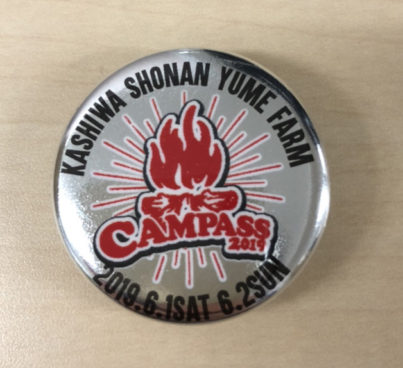 KASHIWA SHONAN YUME FARM
CAMPASS
2019
2019.6.1SAT 6.2SUN